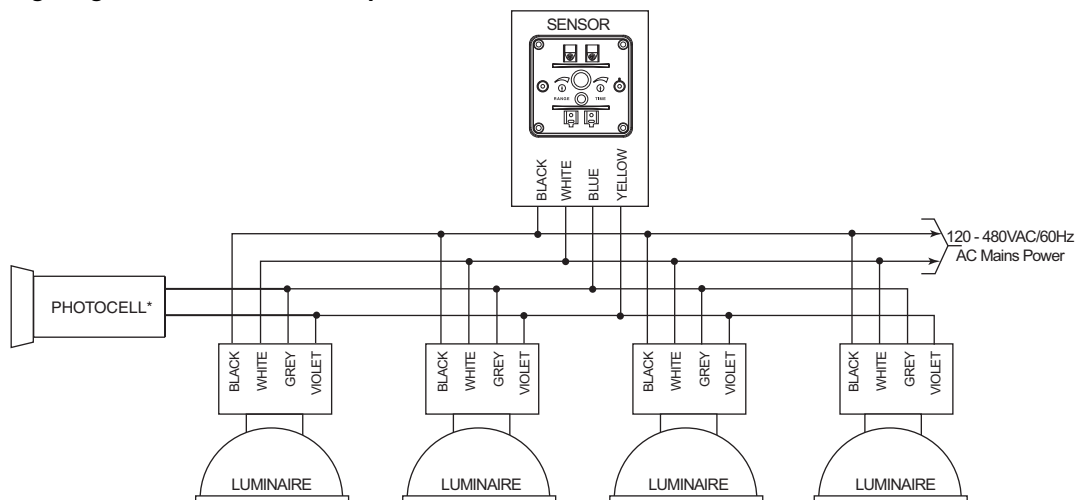 SENSOR
RANGE TIME
BLACK
WHITE
BLUE
YELLOW
120 - 480VAC/60Hz
AC Mains Power
PHOTOCELL*
BLACK
WHITE
GREY
VIOLET
BLACK
WHITE
GREY
VIOLET
BLACK
WHITE
GREY
VIOLET
BLACK
WHITE
GREY
VIOLET
LUMINAIRE
LUMINAIRE
LUMINAIRE
LUMINAIRE